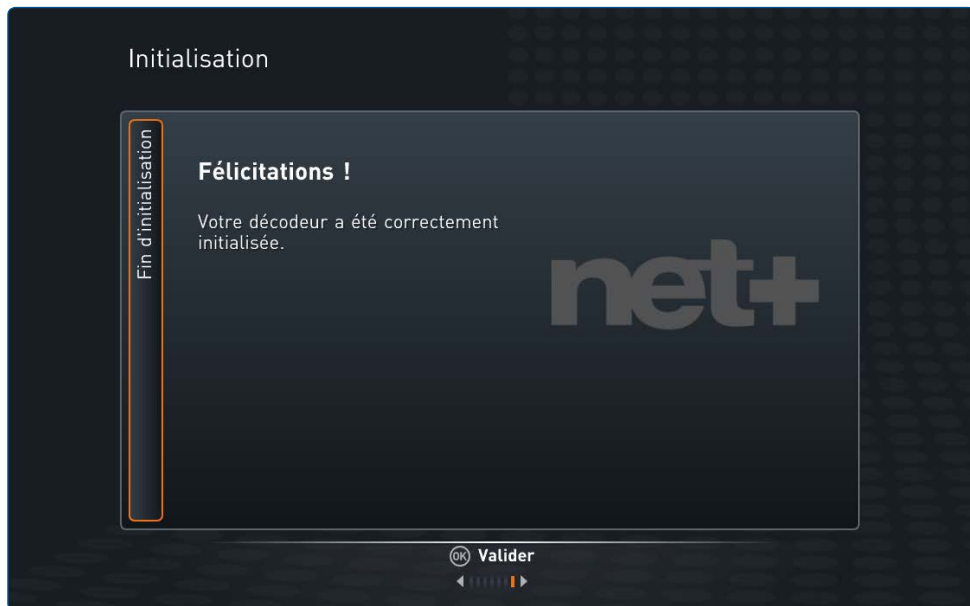 Initialisation
Fin d'initialisation
Félicitations !
Votre décodeur a été correctement
initialisée.
net+
OK Valider